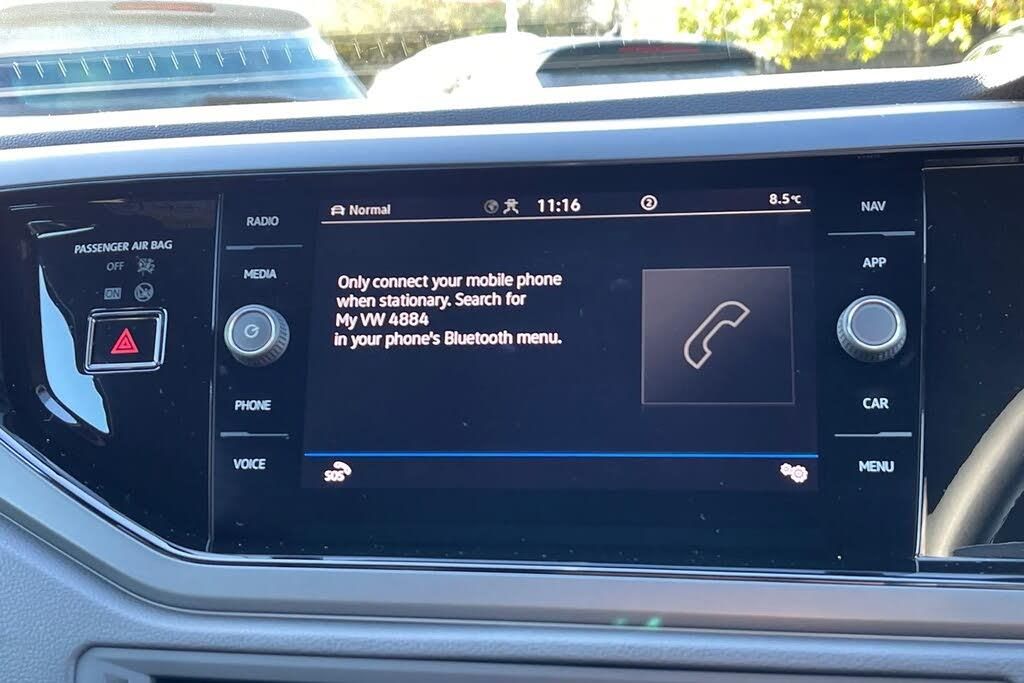 PASSENGER AIR BAG
OFF
ON
RADIO
MEDIA
PHONE
VOICE
Normal
11:16
2
8.5°C
Only connect your mobile phone
when stationary. Search for
My VW 4884
in your phone's Bluetooth menu.
SOS
NAV
APP
CAR
MENU